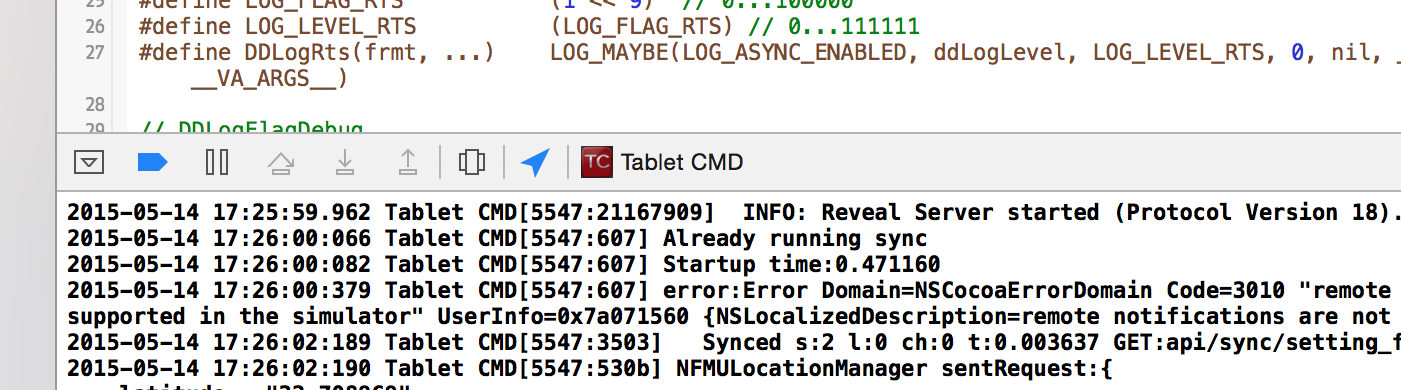 25 #define LOG_FLAG_RTS (1 << 9) // 0...100000
26 #define LOG_LEVEL_RTS (LOG_FLAG_RTS) // 0...111111
27 #define DDLogRts(frmt, ...) LOG_MAYBE(LOG_ASYNC_ENABLED, ddLogLevel, LOG_LEVEL_RTS, 0, nil, _
__VA_ARGS__)
28
29 // DDLogFlagDebug
TC Tablet CMD
2015-05-14 17:25:59.962 Tablet CMD[5547:21167909] INFO: Reveal Server started (Protocol Version 18).
2015-05-14 17:26:00:066 Tablet CMD[5547:607] Already running sync
2015-05-14 17:26:00:082 Tablet CMD[5547:607] Startup time:0.471160
2015-05-14 17:26:00:379 Tablet CMD[5547:607] error:Error Domain=NSCocoaErrorDomain Code=3010 "remote
supported in the simulator" UserInfo=0x7a071560 {NSLocalizedDescription=remote notifications are not
2015-05-14 17:26:02:189 Tablet CMD[5547:3503] Synced s:2 l:0 ch:0 t:0.003637 GET:api/sync/setting_f
2015-05-14 17:26:02:190 Tablet CMD[5547:530b] NFMULocationManager sentRequest:{